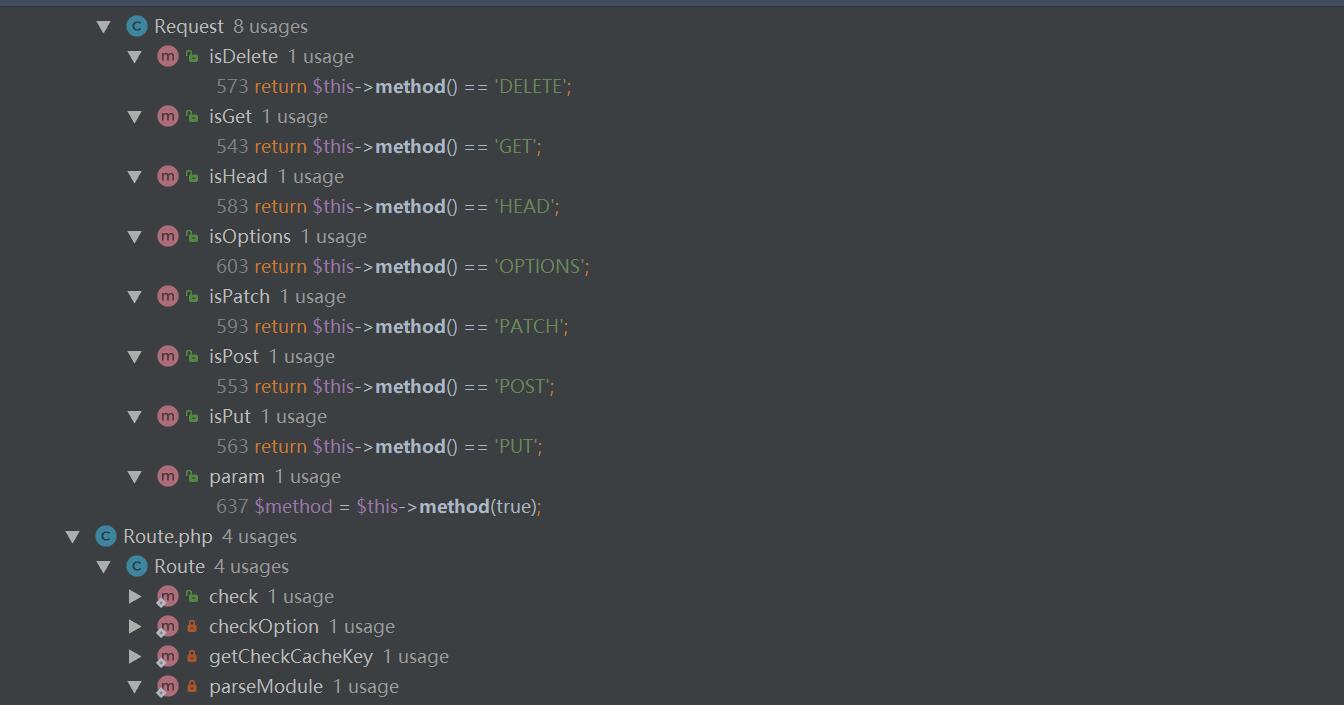 Request 8 usages
isDelete 1 usage
573 return $this->method() == 'DELETE';
isGet 1 usage
543 return $this->method() == 'GET';
isHead 1 usage
583 return $this->method() == 'HEAD';
isOptions 1 usage
603 return $this->method() == 'OPTIONS';
isPatch 1 usage
593 return $this->method() == 'PATCH';
isPost 1 usage
553 return $this->method() == 'POST';
isPut 1 usage
563 return $this->method() == 'PUT';
param 1 usage
637 $method = $this->method(true);
Route.php 4 usages
Route 4 usages
check 1 usage
checkOption 1 usage
getCheckCacheKey 1 usage
parseModule 1 usage